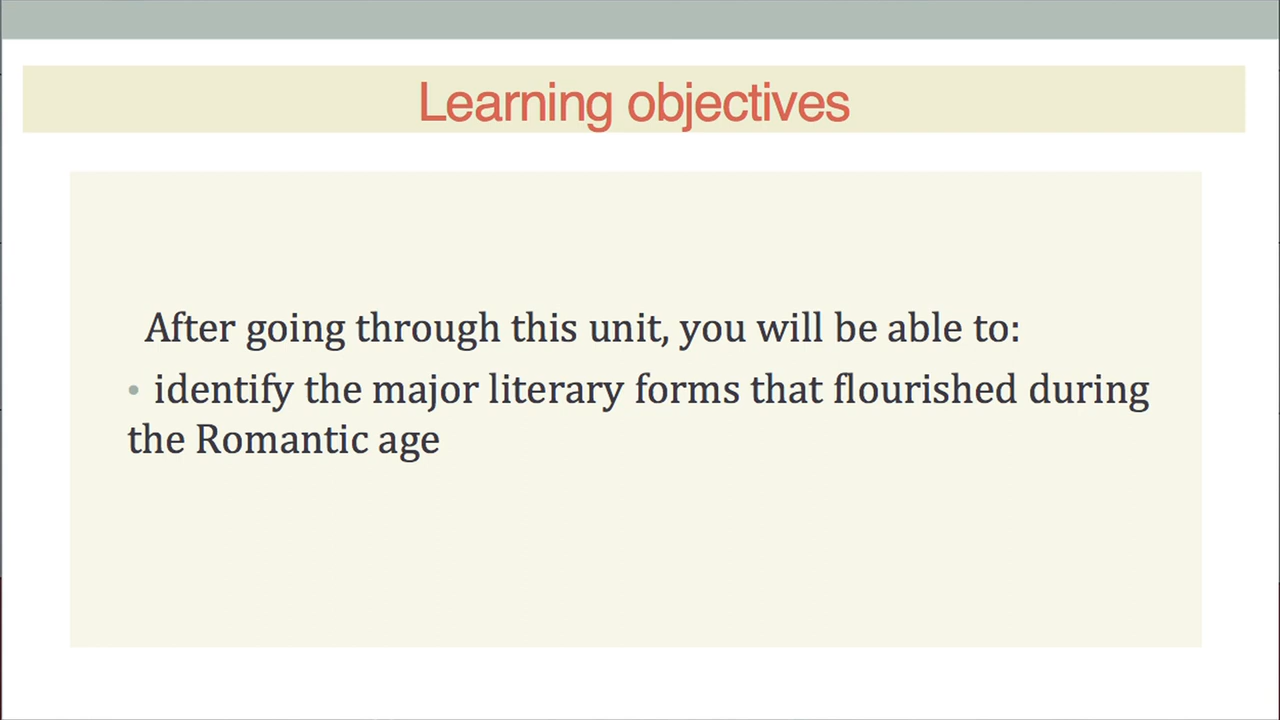 Learning objectives
After going through this unit, you will be able to:
• identify the major literary forms that flourished during
the Romantic age